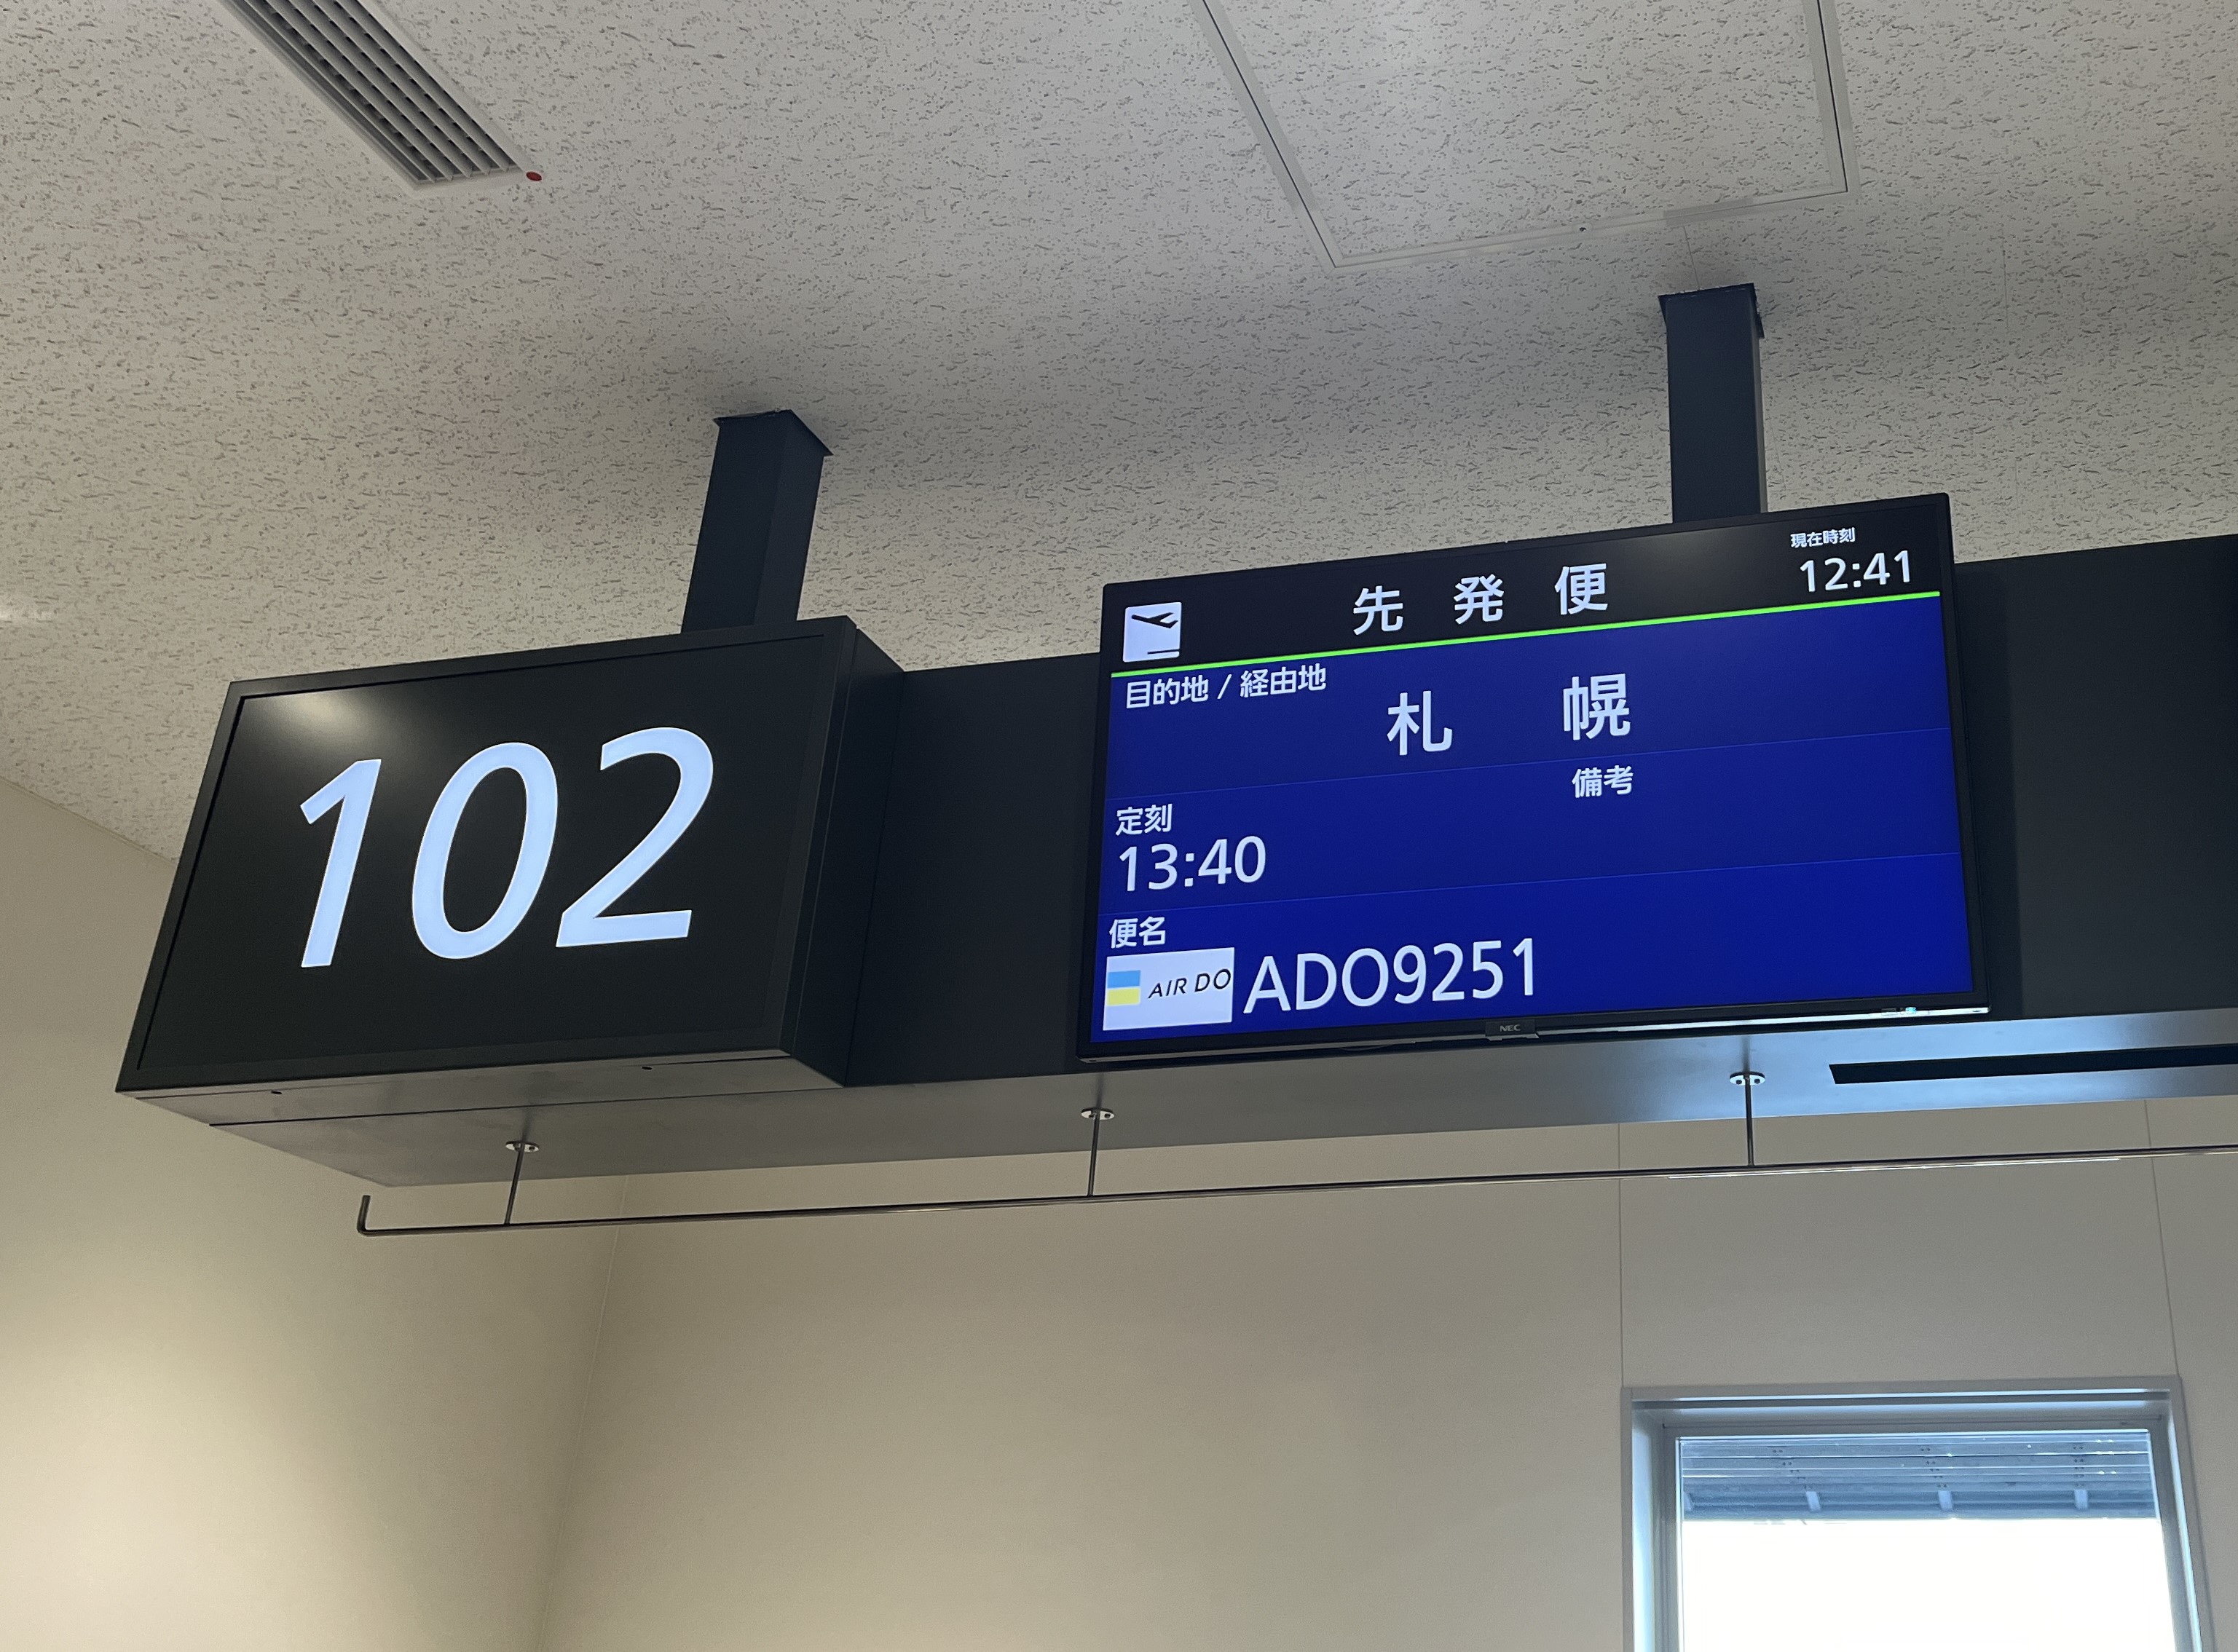 102
先発便
現在時刻
12:41
目的地 / 経由地
札幌
備考
定刻
13:40
便名
AIR DO ADO9251
NEC